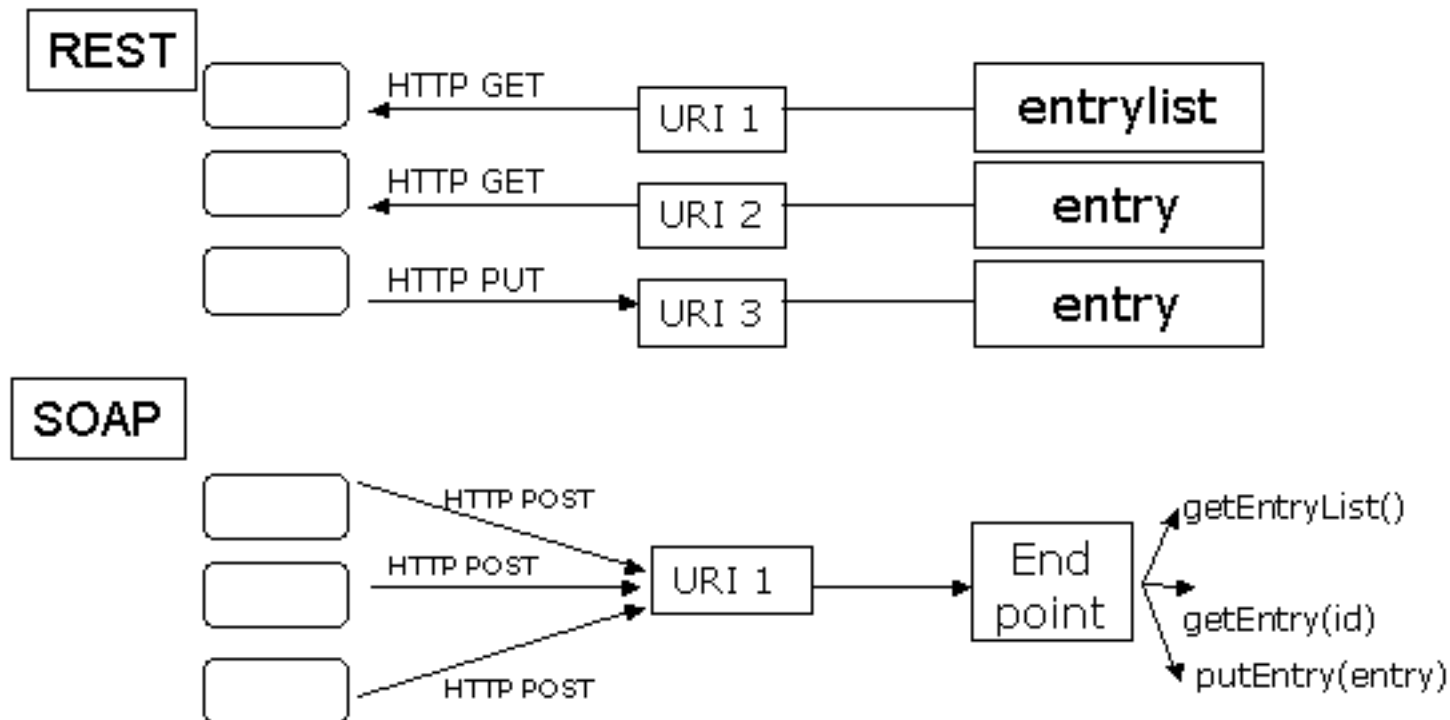 REST
HTTP GET
URI 1
entrylist
HTTP GET
URI 2
entry
HTTP PUT
URI 3
entry
SOAP
HTTP POST
HTTP POST
HTTP POST
URI 1
End
point
getEntryList()
getEntry(id)
putEntry(entry)